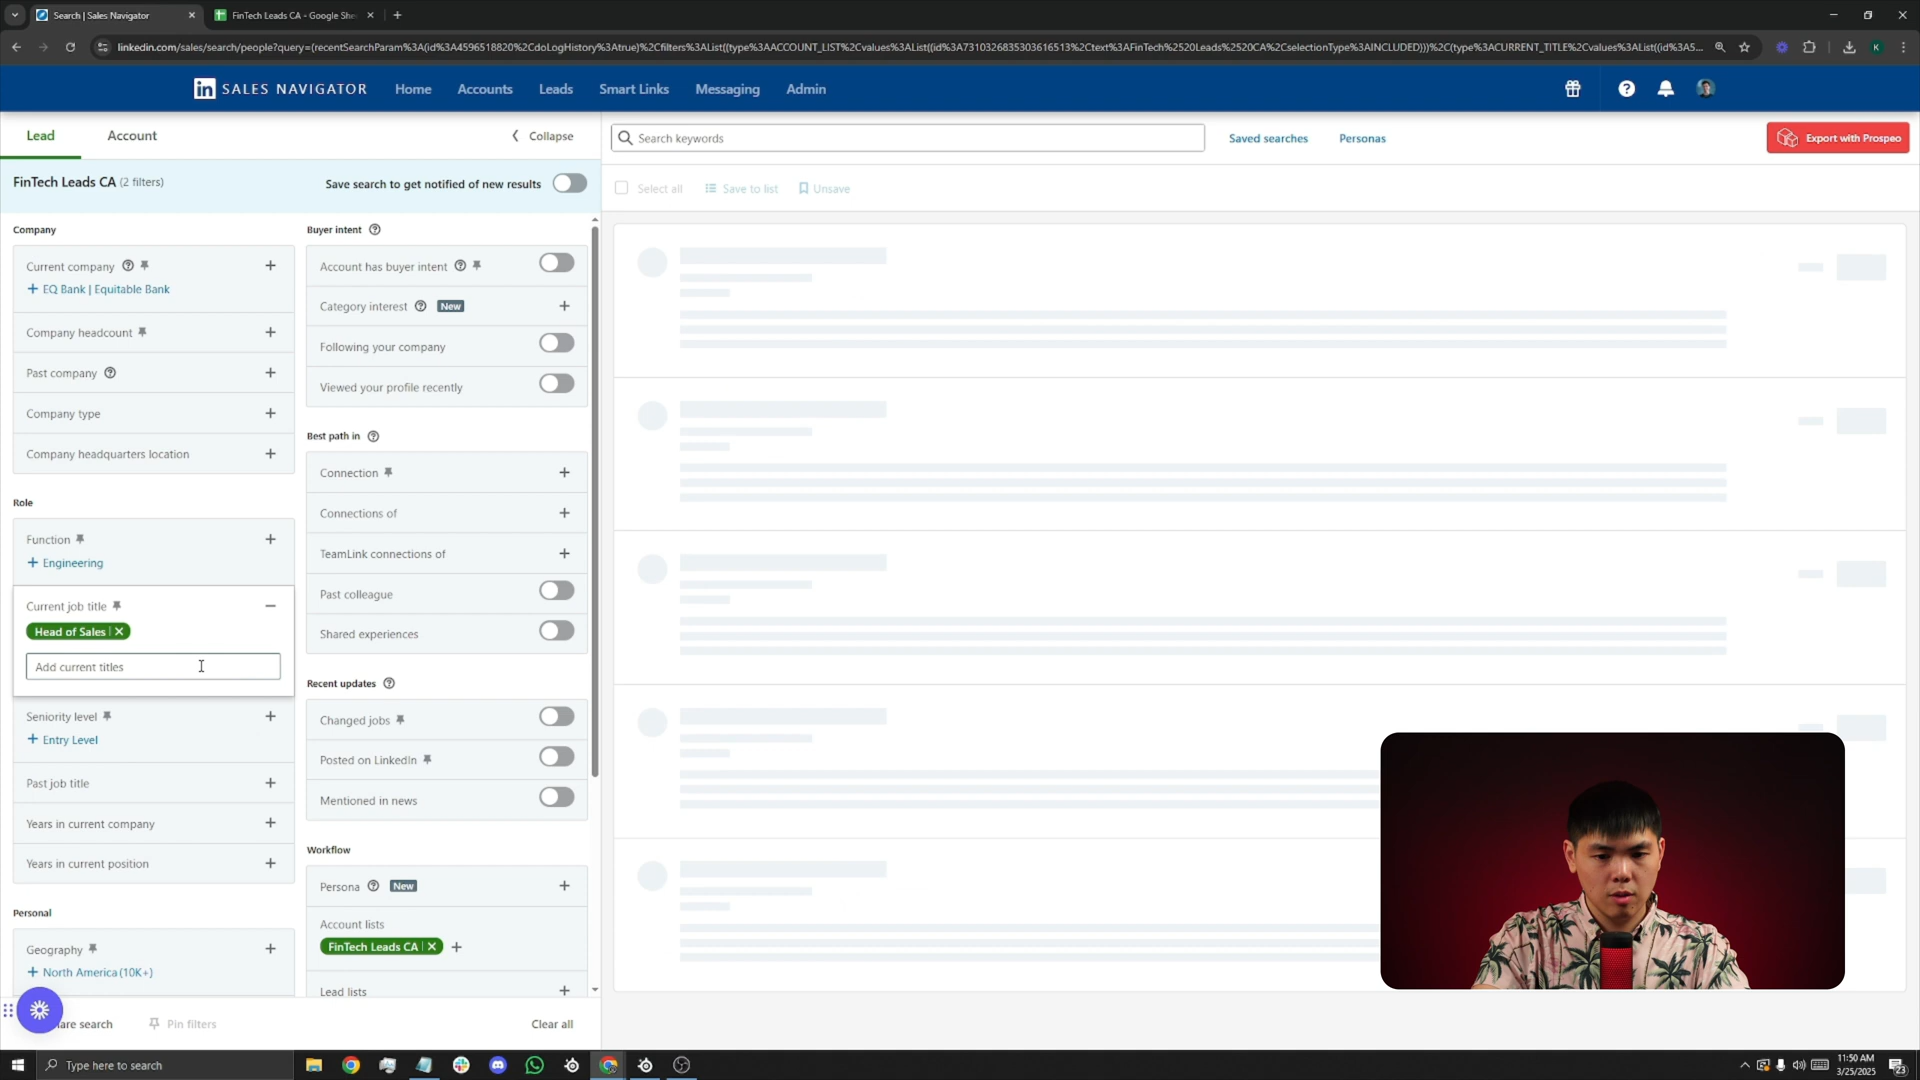 Search | Sales Navigator
FinTech Leads CA - Google She
linkedin.com/sales/search/people?query=(recentSearchParam%3A(id%3A4596518820%2CdoLogHistory%3Atrue)%2Cfilters%3AList((type%3AACCOUNT_LIST%2Cvalues%3AList((id%3A7310326835303616513%2Ctext%3AFinTech%2520Leads%2520CA%2CselectionType%3AINCLUDED)))%2C(type%3ACURRENT_TITLE%2Cvalues%3AList((id%3A5...
K
in SALES NAVIGATOR
Home
Accounts
Leads
Smart Links
Messaging
Admin
Lead
Account
Collapse
Search keywords
Saved searches
Personas
Export with Prospeo
FinTech Leads CA (2 filters)
Save search to get notified of new results
Select all
Save to list
Unsave
Company
Current company
+ EQ Bank | Equitable Bank
Company headcount
Past company
Company type
Company headquarters location
Role
Function
+ Engineering
Current job title
Head of Sales
Add current titles
Seniority level
+ Entry Level
Past job title
Years in current company
Years in current position
Personal
Geography
+ North America (10K+)
Buyer intent
Account has buyer intent
Category interest New
Following your company
Viewed your profile recently
Best path in
Connection
Connections of
TeamLink connections of
Past colleague
Shared experiences
Recent updates
Changed jobs
Posted on LinkedIn
Mentioned in news
Workflow
Persona New
Account lists
FinTech Leads CA
Lead lists
are search
Pin filters
Clear all
Type here to search
11:50 AM
3/25/2025
23